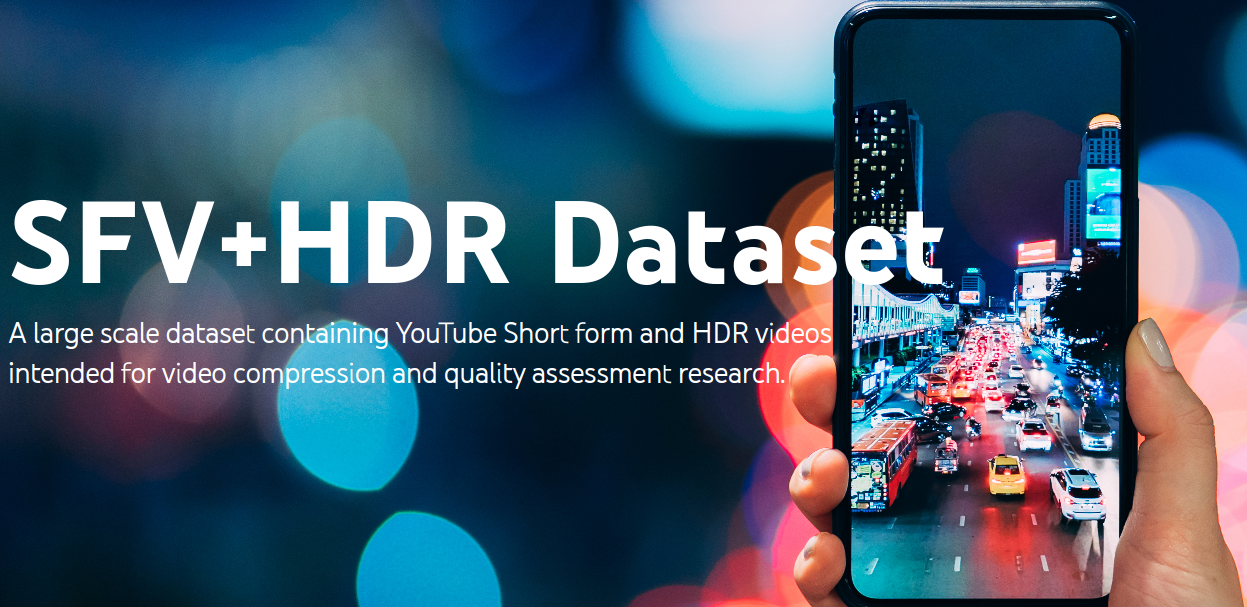 SFV+HDR Dataset
A large scale dataset containing YouTube Short form and HDR videos
intended for video compression and quality assessment research.